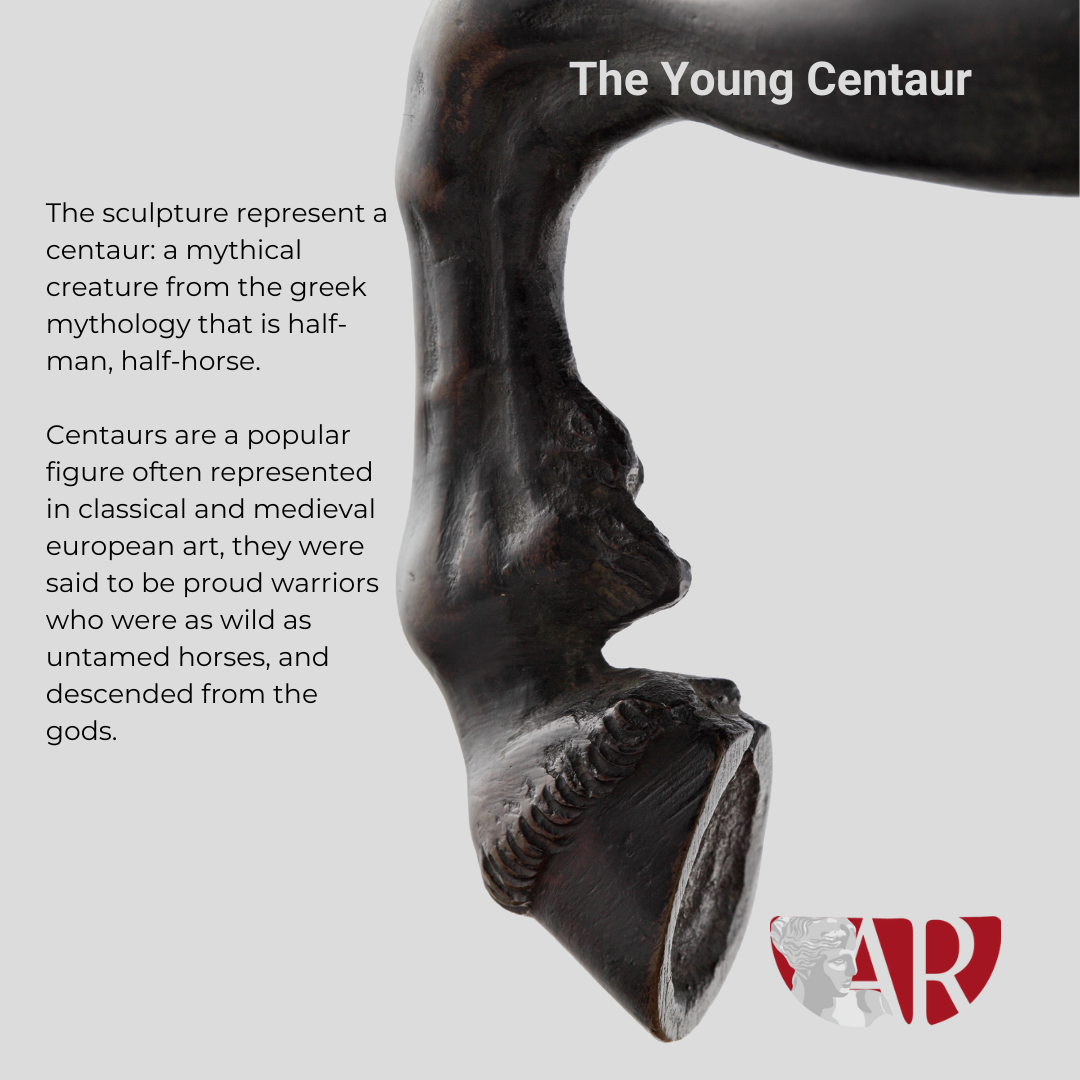 The Young Centaur
The sculpture represent a
centaur: a mythical
creature from the greek
mythology that is half-
man, half-horse.
Centaurs are a popular
figure often represented
in classical and medieval
european art, they were
said to be proud warriors
who were as wild as
untamed horses, and
descended from the
gods.
AR